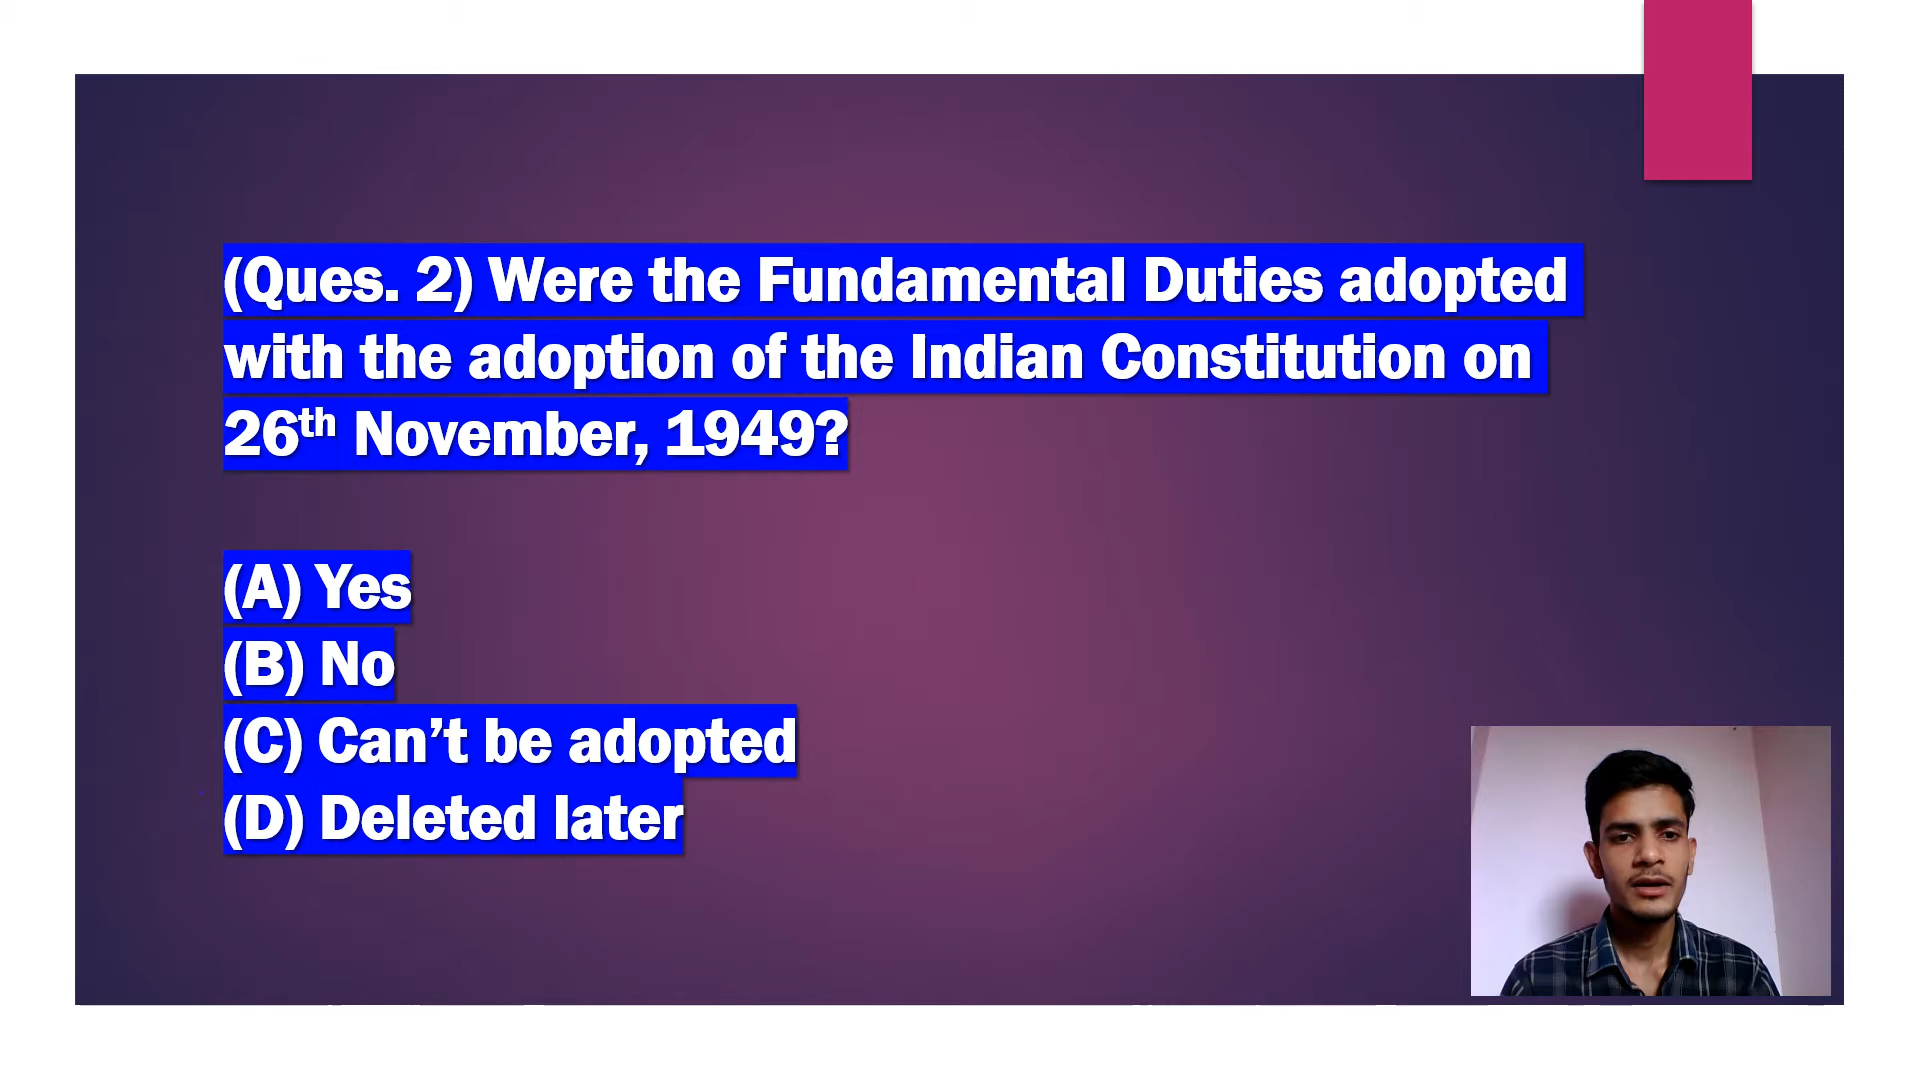 (Ques. 2) Were the Fundamental Duties adopted
with the adoption of the Indian Constitution on
26th November, 1949?
(A) Yes
(B) No
(C) Can’t be adopted
(D) Deleted later